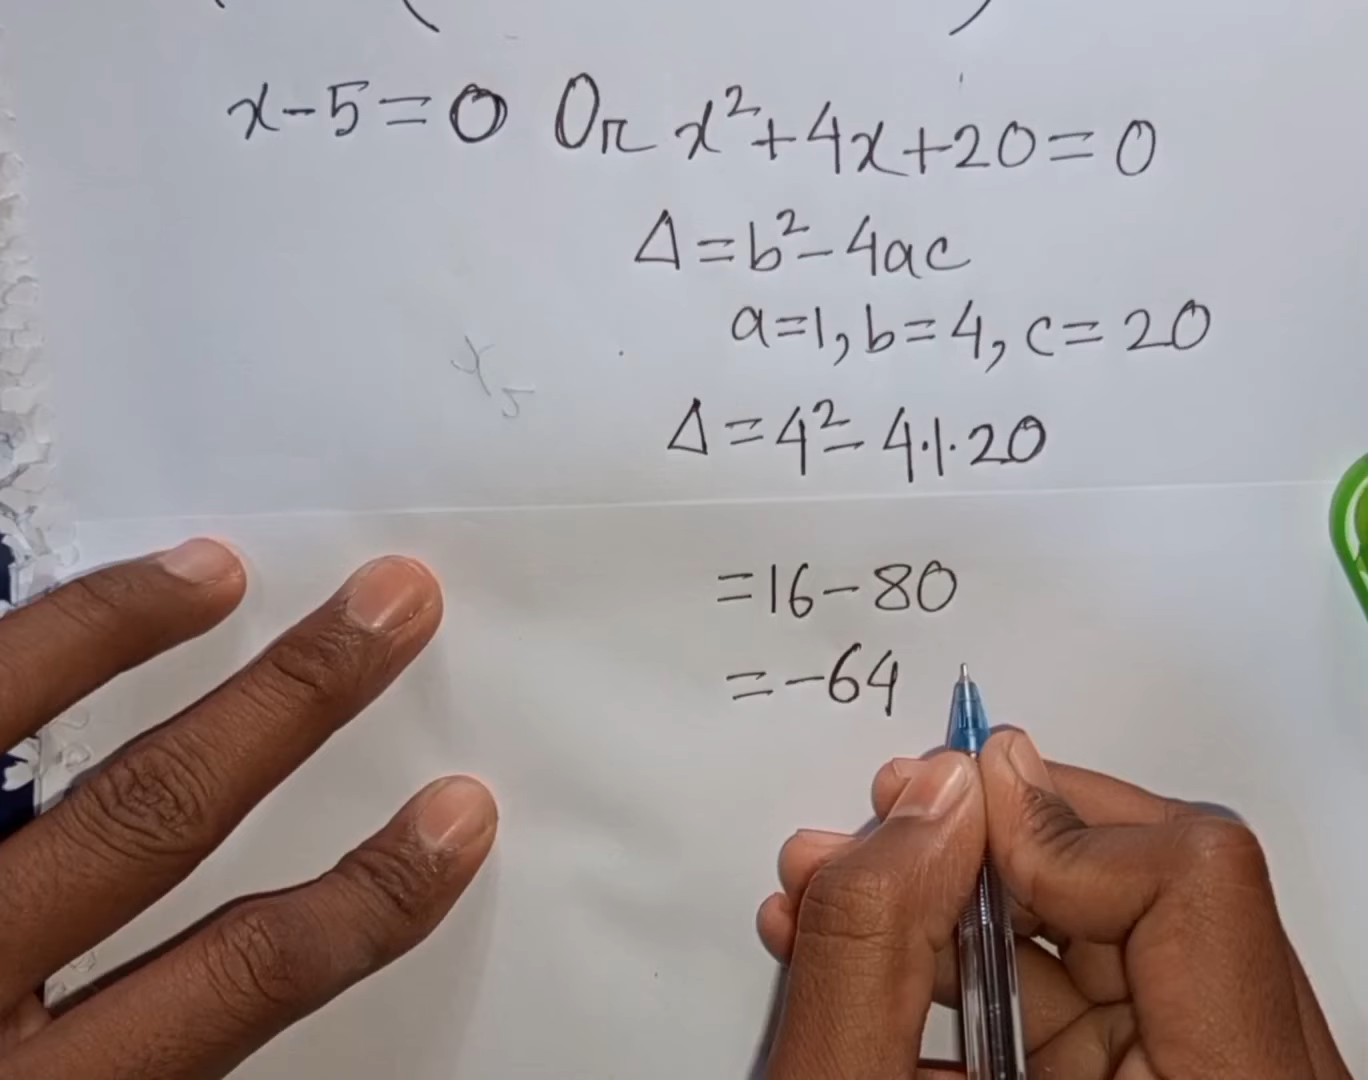 x-5=0 Or x²+4x+20=0
Δ=b²-4ac
a=1, b=4, c=20
Δ=4²-4·1·20
=16-80
=-64